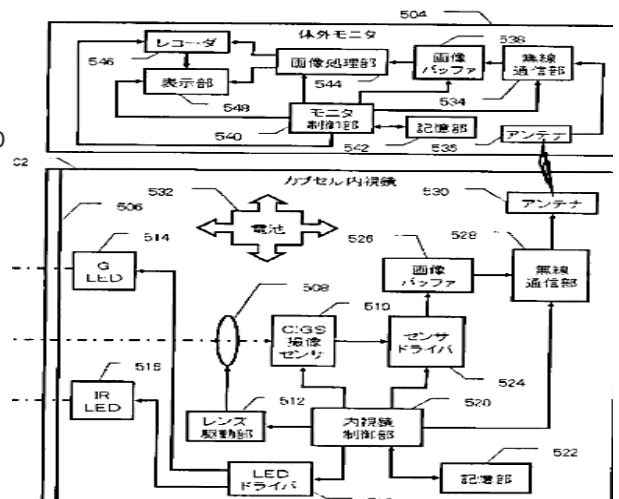 504
体外モニタ
レコーダ
546
画像処理部
544
538
画像
バッファ
無線
通信部
534
表示部
548
モニタ
制御部
540
記憶部
542
アンテナ
535
カプセル内視鏡
506
532
電池
530
アンテナ
514
G
LED
526
画像
バッファ
528
無線
通信部
508
510
CIGS
撮像
センサ
センサ
ドライバ
524
516
IR
LED
512
レンズ
駆動部
520
内視鏡
制御部
522
記憶部
LED
ドライバ